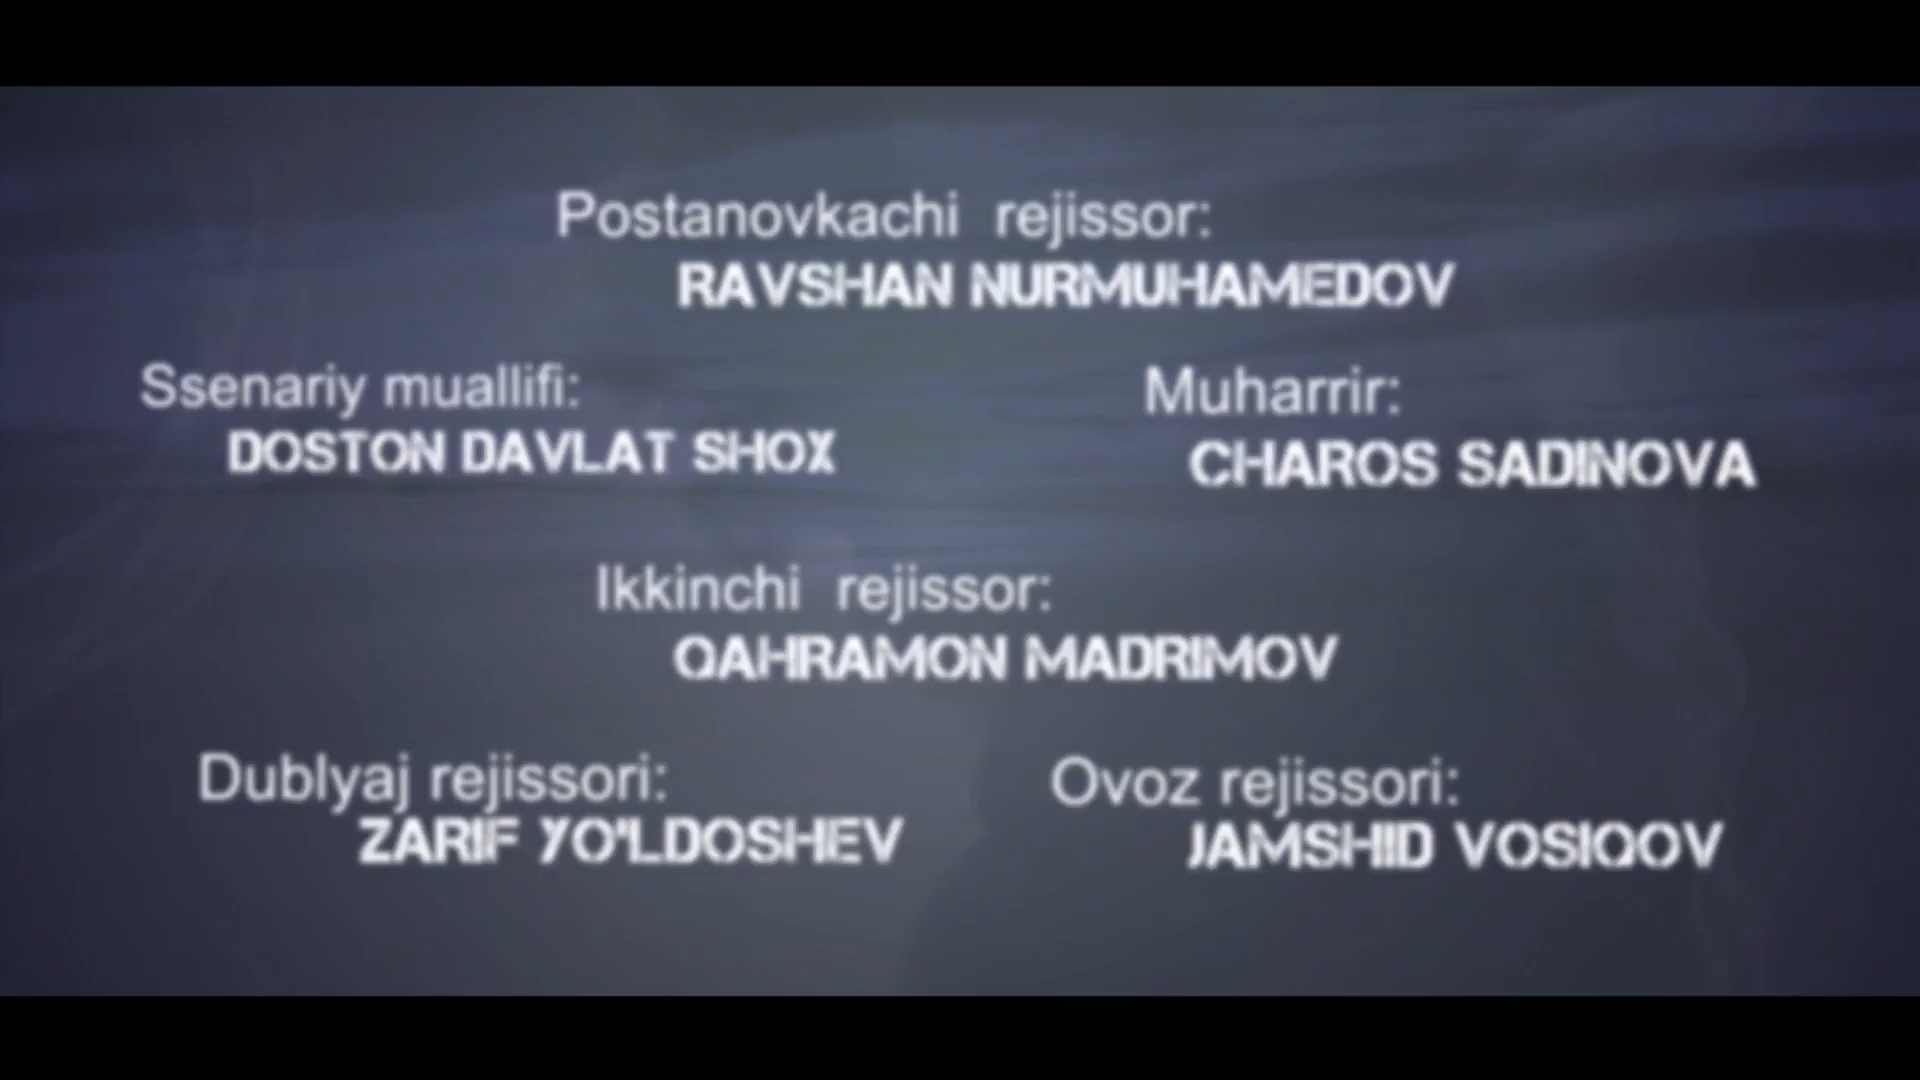 Postanovkachi rejissor:
RAVSHAN NURMUHAMEDOV
Ssenariy muallifi:
DOSTON DAVLAT SHOX
Muharrir:
CHAROS SADINOVA
Ikkinchi rejissor:
QAHRAMON MADRIMOV
Dublyaj rejissori:
ZARIF YO'LDOSHEV
Ovoz rejissori:
JAMSHID VOSIQOV